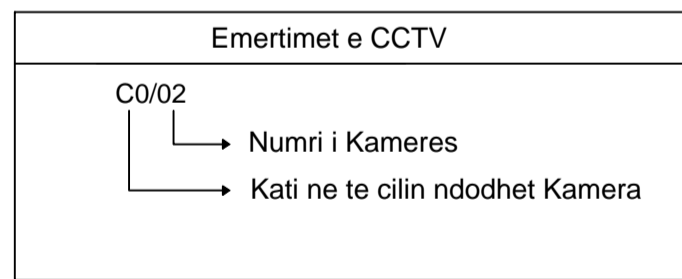 Emertimet e CCTV
C0/02
Numri i Kameres
Kati ne te cilin ndodhet Kamera